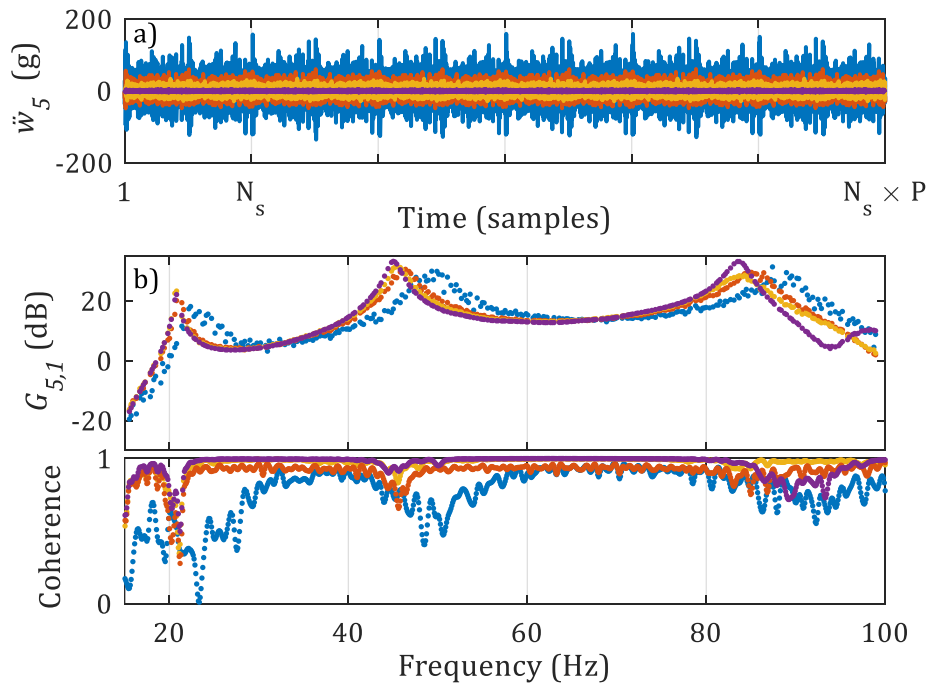 200
a)
ẅ5 (g)
0
-200
1
Ns
Ns × P
Time (samples)
b)
20
G5,1 (dB)
0
-20
1
Coherence
0
20
40
60
80
100
Frequency (Hz)